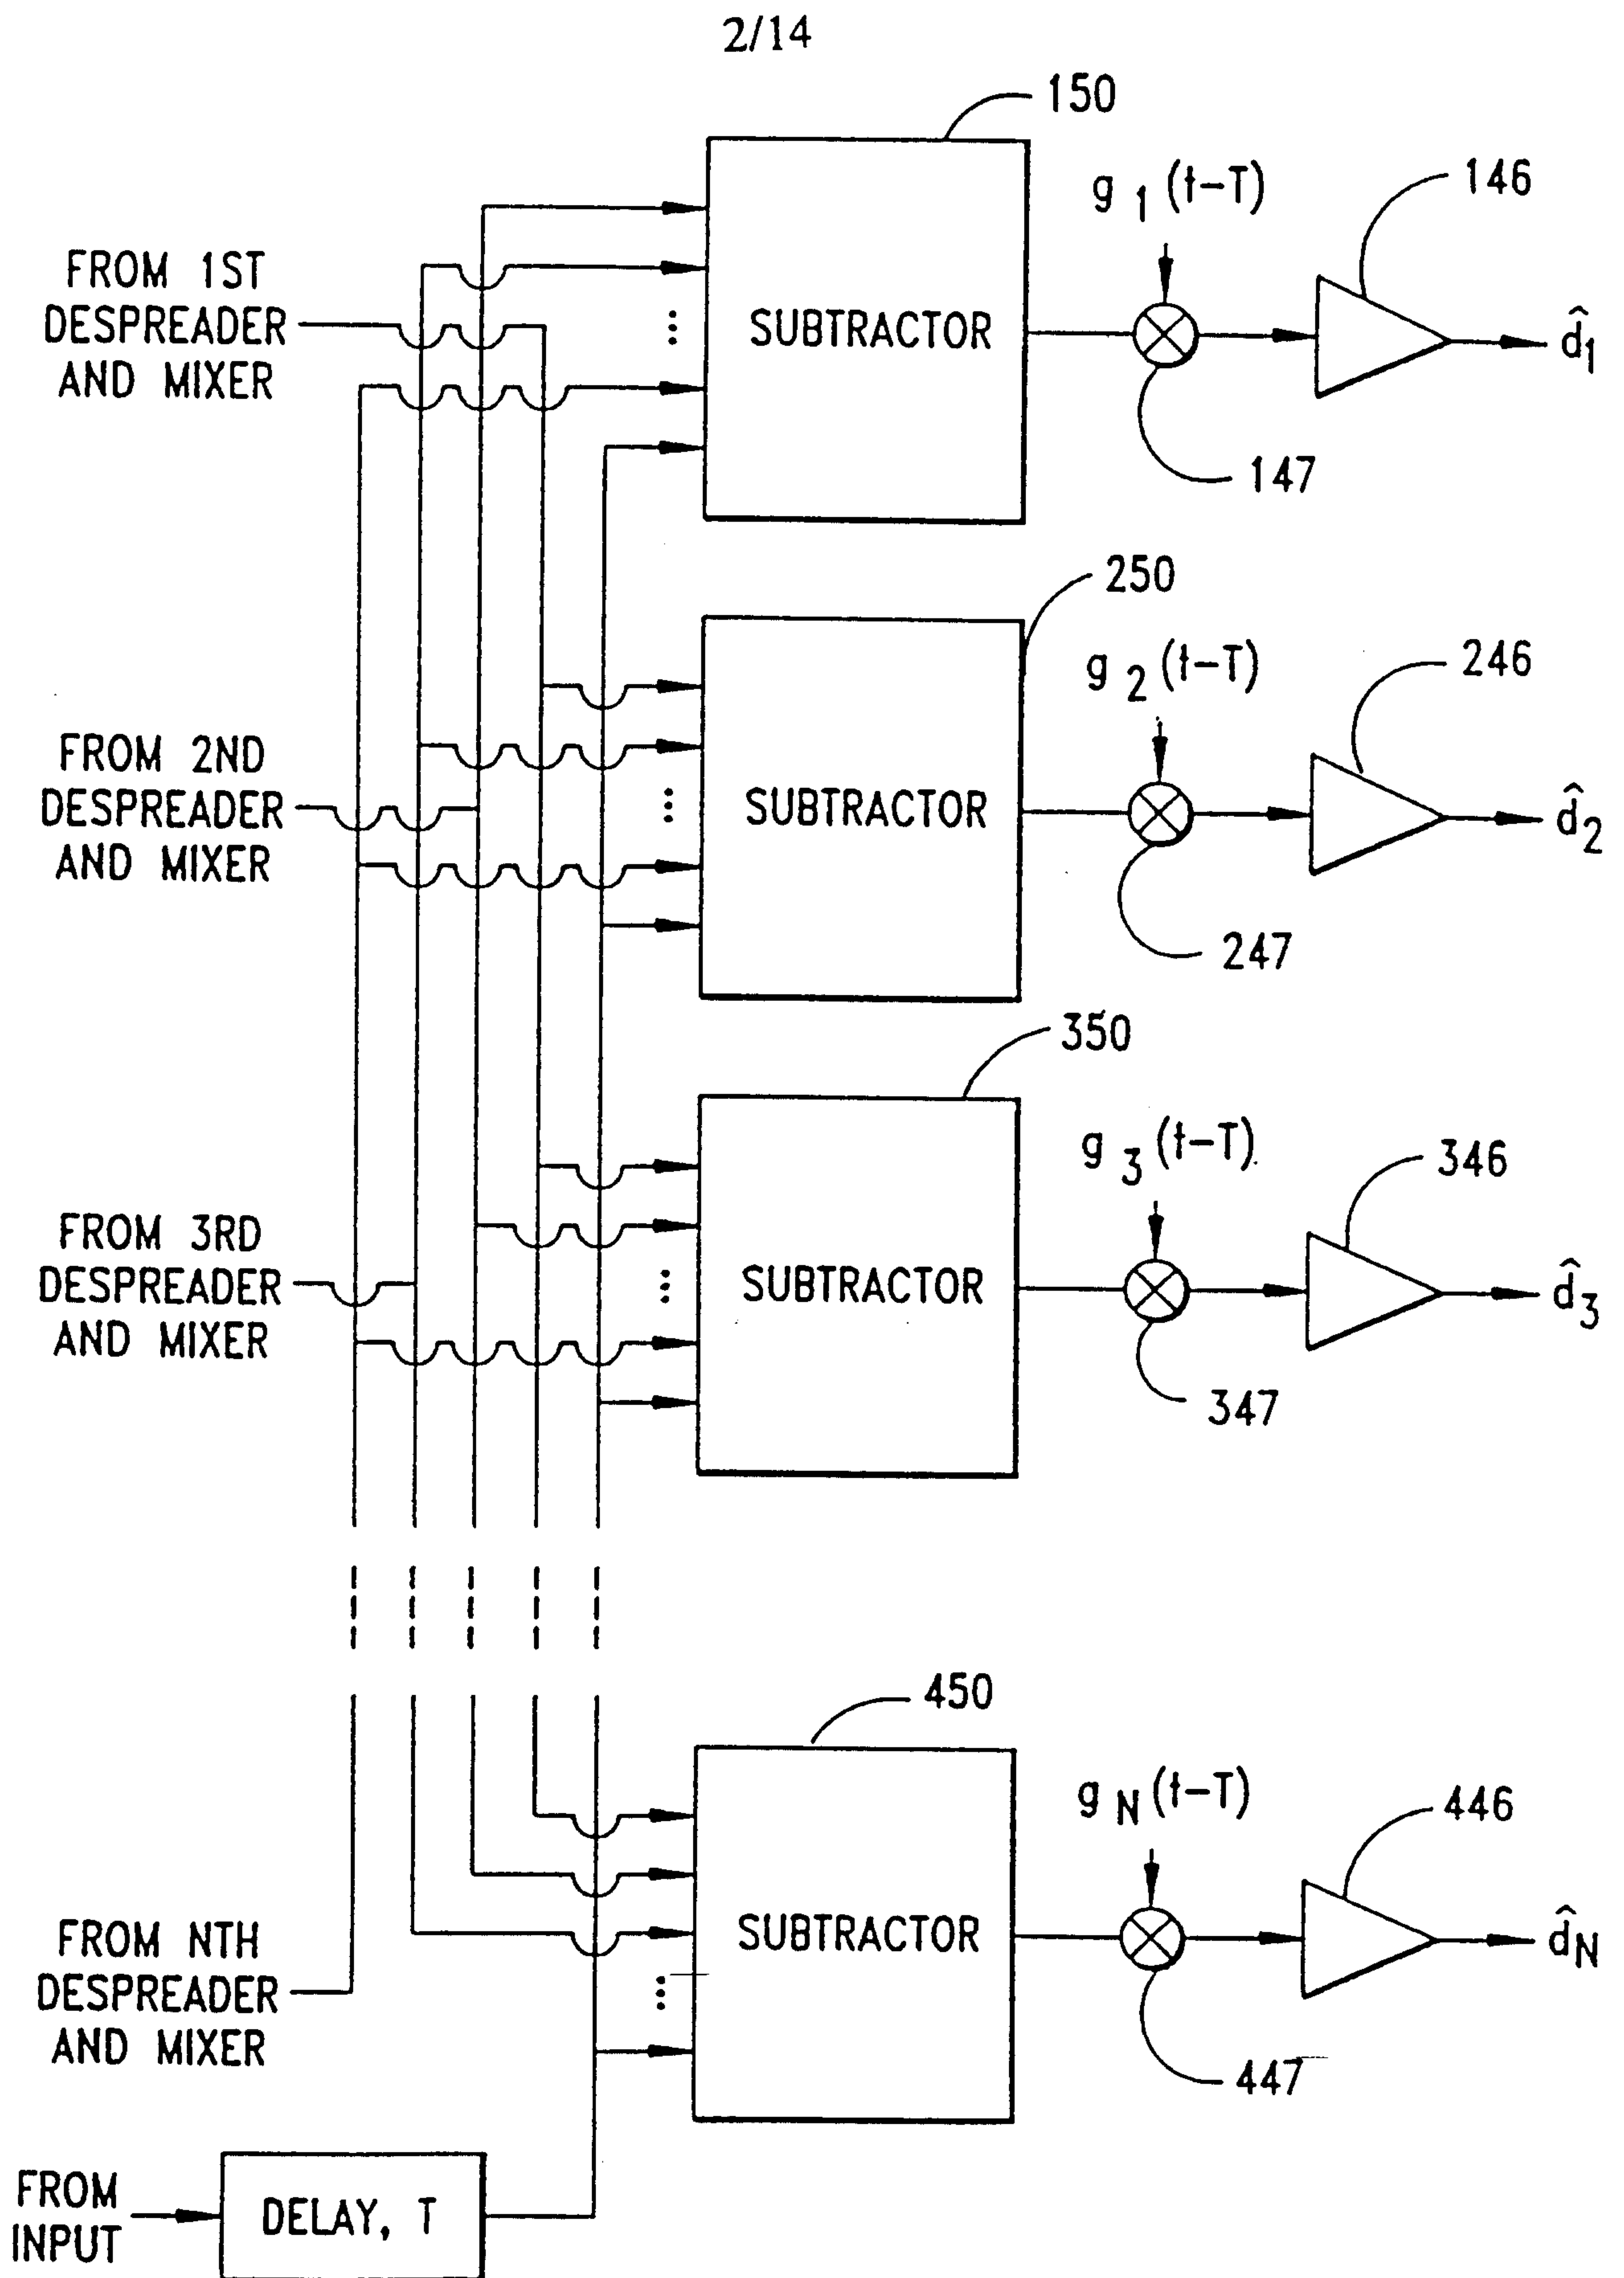 2/14
150
g 1 (t-T)
146
FROM 1ST
DESPREADER
AND MIXER
⋮
SUBTRACTOR
d̂1
147
250
g 2 (t-T)
246
FROM 2ND
DESPREADER
AND MIXER
⋮
SUBTRACTOR
d̂2
247
350
g 3 (t-T)
346
FROM 3RD
DESPREADER
AND MIXER
⋮
SUBTRACTOR
d̂3
347
450
g N (t-T)
446
FROM NTH
DESPREADER
AND MIXER
⋮
SUBTRACTOR
d̂N
447
FROM
INPUT
DELAY, T